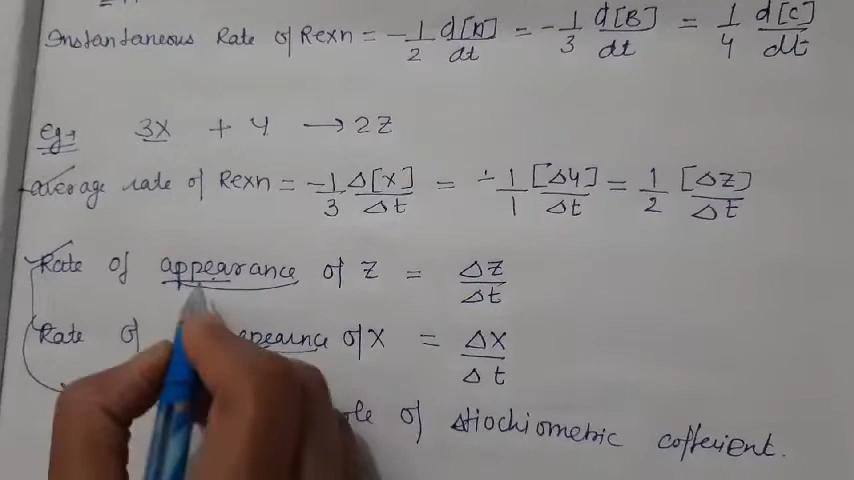 Instantaneous Rate of Rexn = -1/2 d[A]/dt = -1/3 d[B]/dt = 1/4 d[C]/dt
eg→ 3X + Y → 2Z
average rate of Rexn = -1/3 Δ[X]/Δt = -1/1 [ΔY]/Δt = 1/2 [ΔZ]/Δt
Rate of appearance of Z = ΔZ/Δt
Rate of of X = ΔX/Δt
of stiochiometric cofferient.